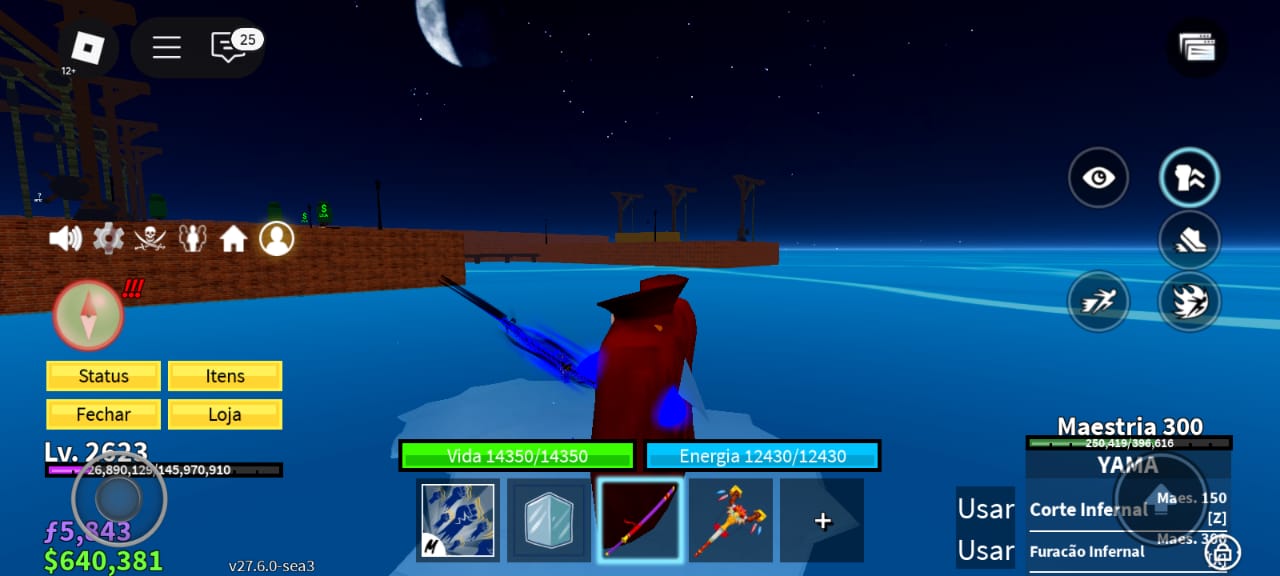 25
12+
!!!
Status
Itens
Fechar
Loja
Lv. 2623
26,890,129/145,970,910
ƒ5,843
$640,381
v27.6.0-sea3
Vida 14350/14350
Energia 12430/12430
M
+
Maestria 300
250,419/396,616
YAMA
Usar
Corte Infernal
Maes. 150
[Z]
Usar
Furacão Infernal
Maes. 300